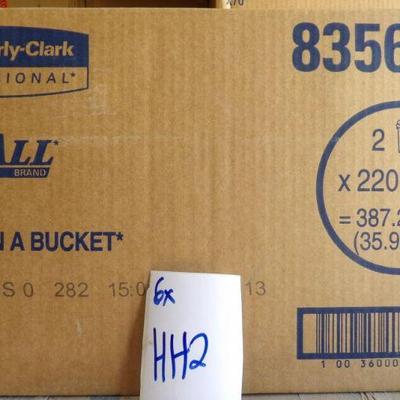 rly-Clark
8356
SIONAL*
ALL*
BRAND
2
x 220
= 387.2
(35.9
N A BUCKET*
S 0 282 15:0 13
6x
HH2
1 00 36000